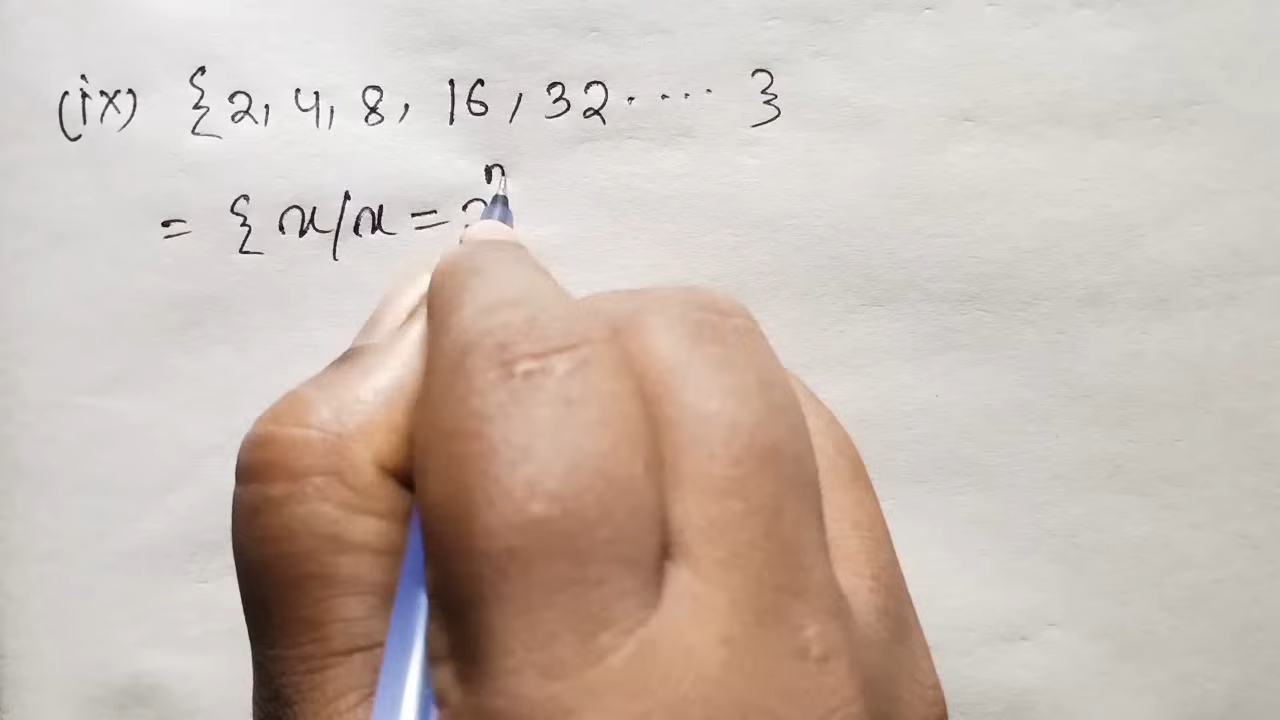 (ix) {2, 4, 8, 16, 32..... }
= { x/x = 2ⁿ